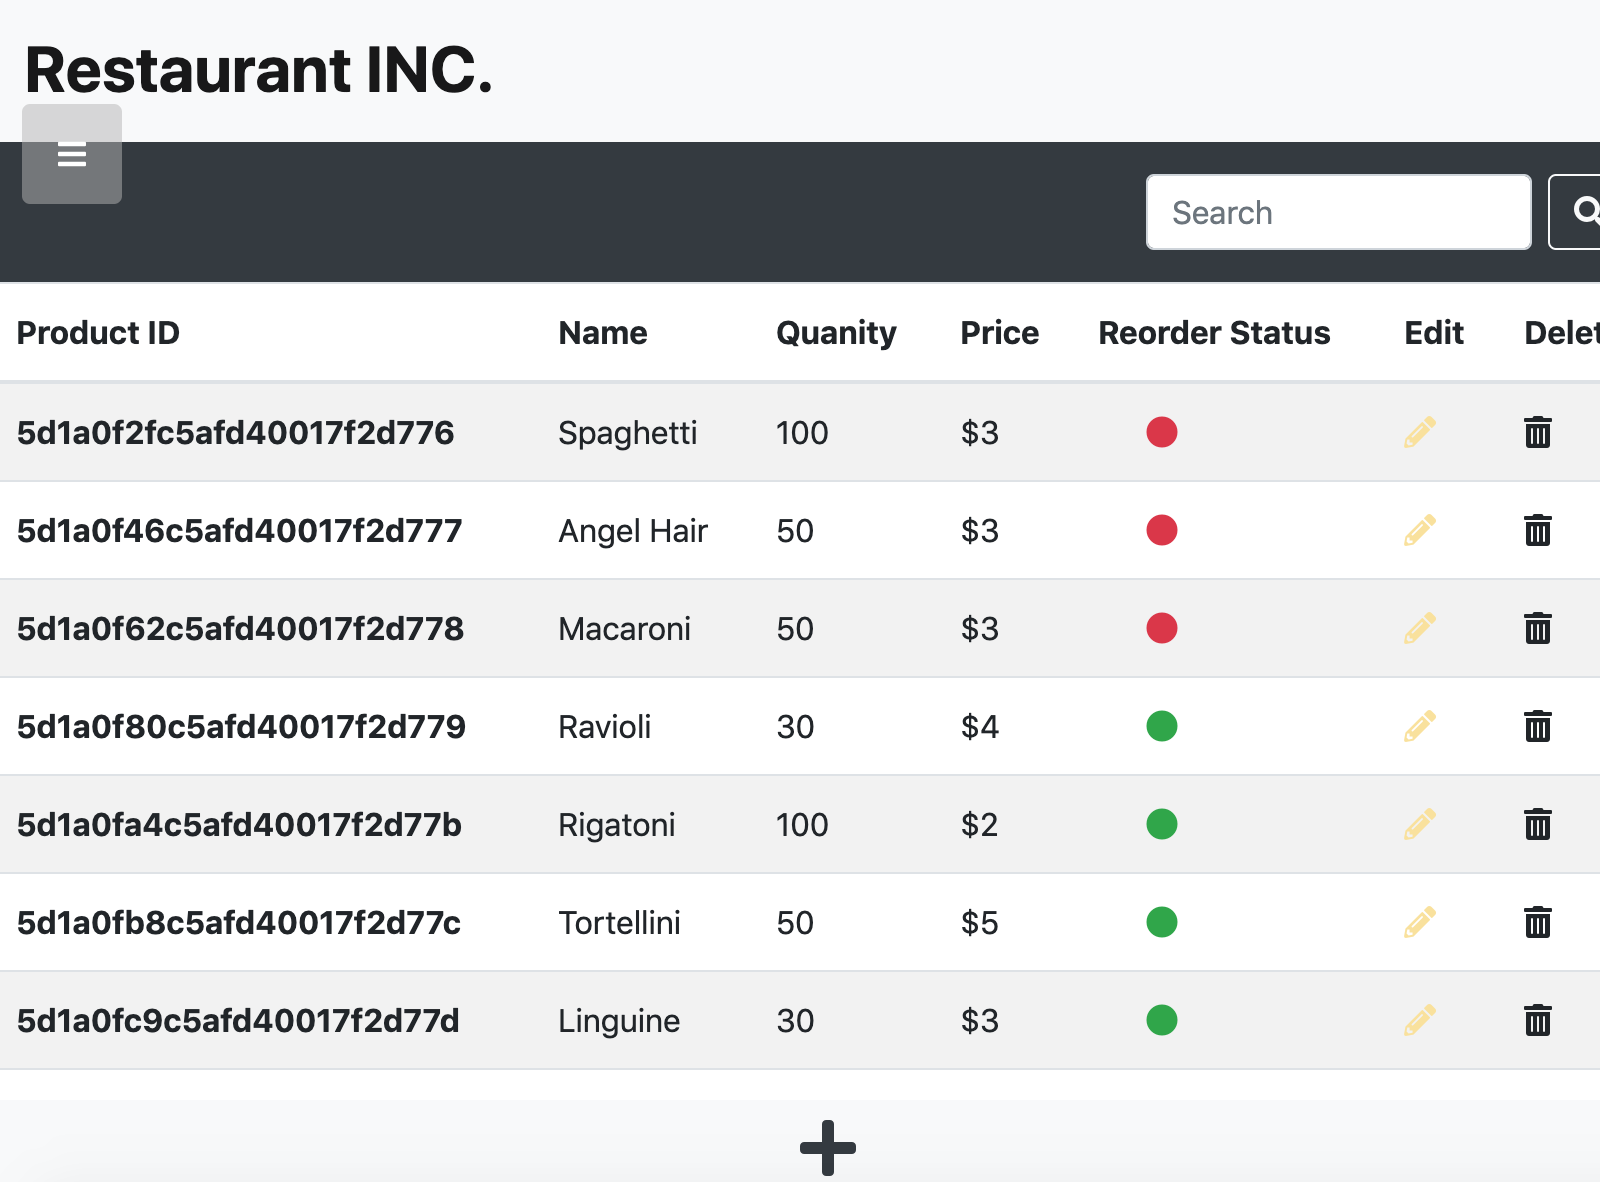 Restaurant INC.
Search
Product ID Name Quanity Price Reorder Status Edit Delet
5d1a0f2fc5afd40017f2d776 Spaghetti 100 $3
5d1a0f46c5afd40017f2d777 Angel Hair 50 $3
5d1a0f62c5afd40017f2d778 Macaroni 50 $3
5d1a0f80c5afd40017f2d779 Ravioli 30 $4
5d1a0fa4c5afd40017f2d77b Rigatoni 100 $2
5d1a0fb8c5afd40017f2d77c Tortellini 50 $5
5d1a0fc9c5afd40017f2d77d Linguine 30 $3